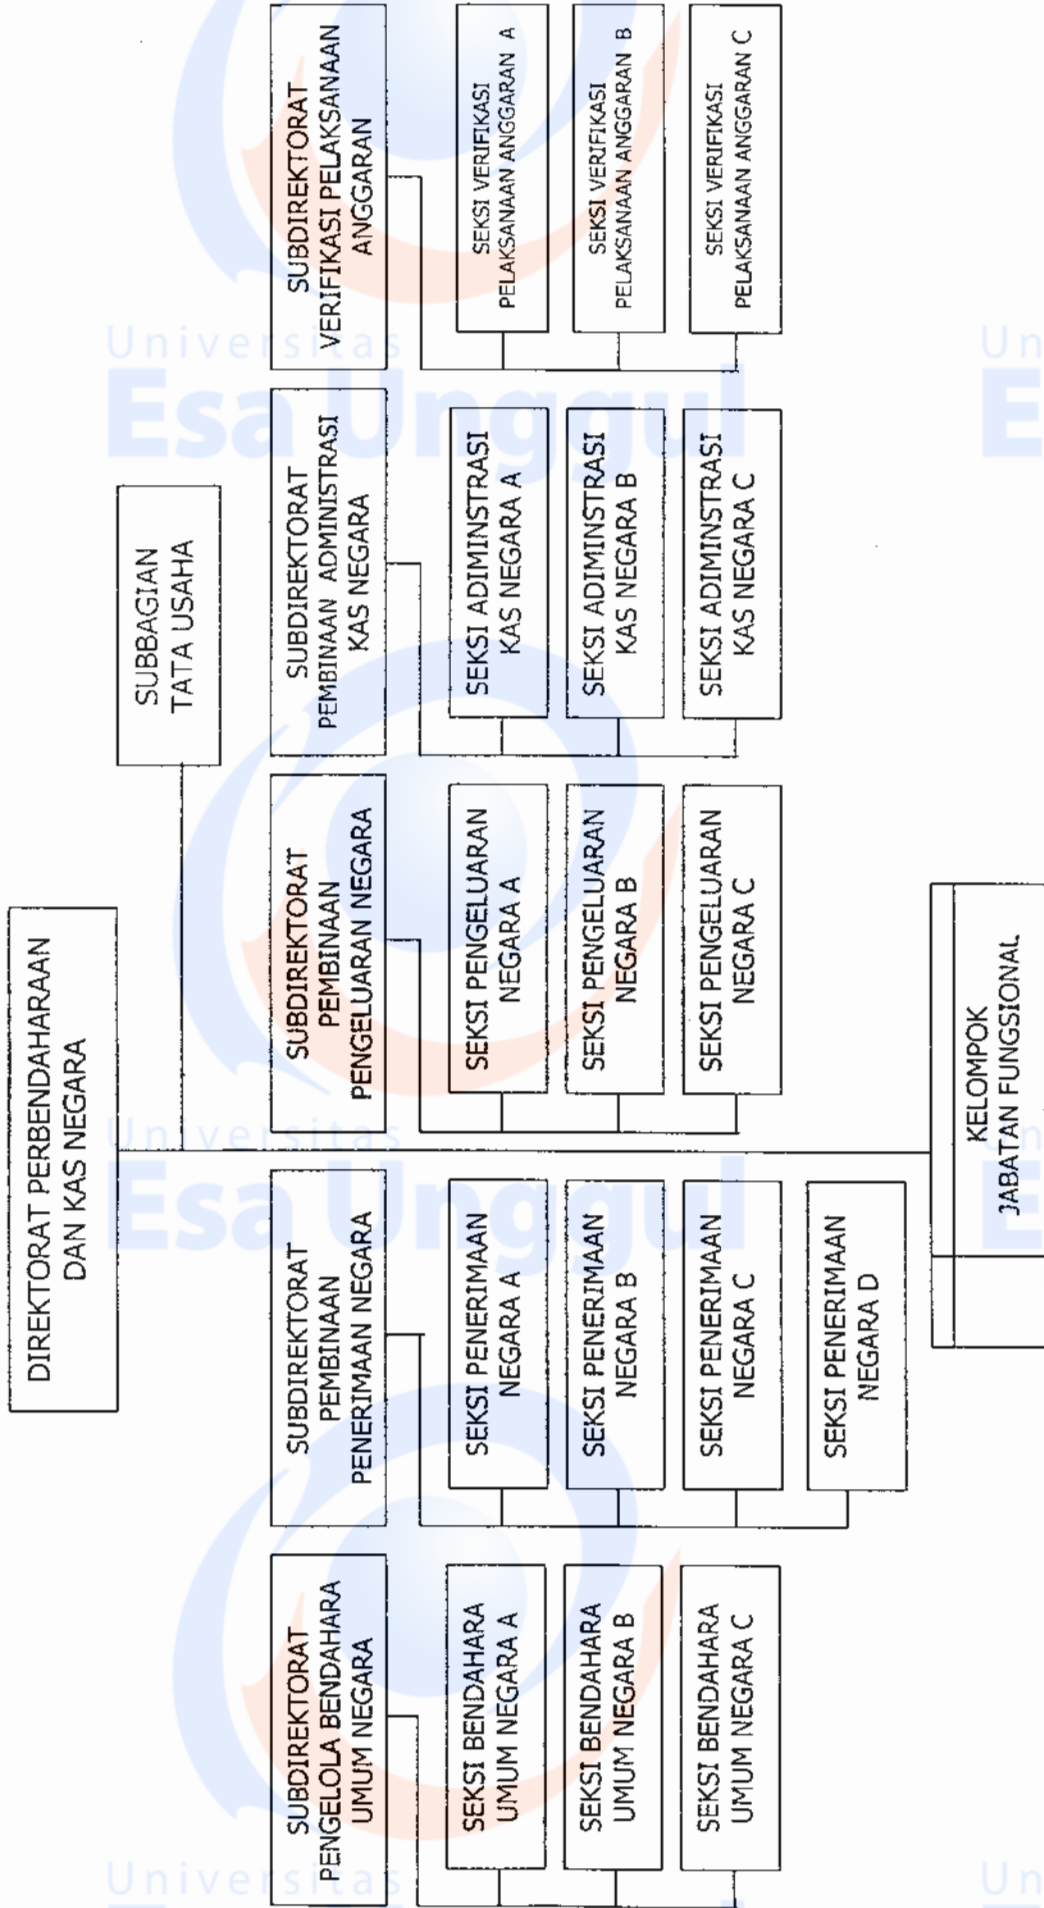 DIREKTORAT PERBENDAHARAAN
DAN KAS NEGARA
SUBBAGIAN
TATA USAHA
SUBDIREKTORAT
PENGELOLA BENDAHARA
UMUM NEGARA
SEKSI BENDAHARA
UMUM NEGARA A
SEKSI BENDAHARA
UMUM NEGARA B
SEKSI BENDAHARA
UMUM NEGARA C
SUBDIREKTORAT
PEMBINAAN
PENERIMAAN NEGARA
SEKSI PENERIMAAN
NEGARA A
SEKSI PENERIMAAN
NEGARA B
SEKSI PENERIMAAN
NEGARA C
SEKSI PENERIMAAN
NEGARA D
SUBDIREKTORAT
PEMBINAAN
PENGELUARAN NEGARA
SEKSI PENGELUARAN
NEGARA A
SEKSI PENGELUARAN
NEGARA B
SEKSI PENGELUARAN
NEGARA C
SUBDIREKTORAT
PEMBINAAN ADMINISTRASI
KAS NEGARA
SEKSI ADIMINSTRASI
KAS NEGARA A
SEKSI ADIMINSTRASI
KAS NEGARA B
SEKSI ADIMINSTRASI
KAS NEGARA C
SUBDIREKTORAT
VERIFIKASI PELAKSANAAN
ANGGARAN
SEKSI VERIFIKASI
PELAKSANAAN ANGGARAN A
SEKSI VERIFIKASI
PELAKSANAAN ANGGARAN B
SEKSI VERIFIKASI
PELAKSANAAN ANGGARAN C
KELOMPOK
JABATAN FUNGSIONAL
Universitas
Esa Unggul
Universitas
Esa Unggul
Universitas